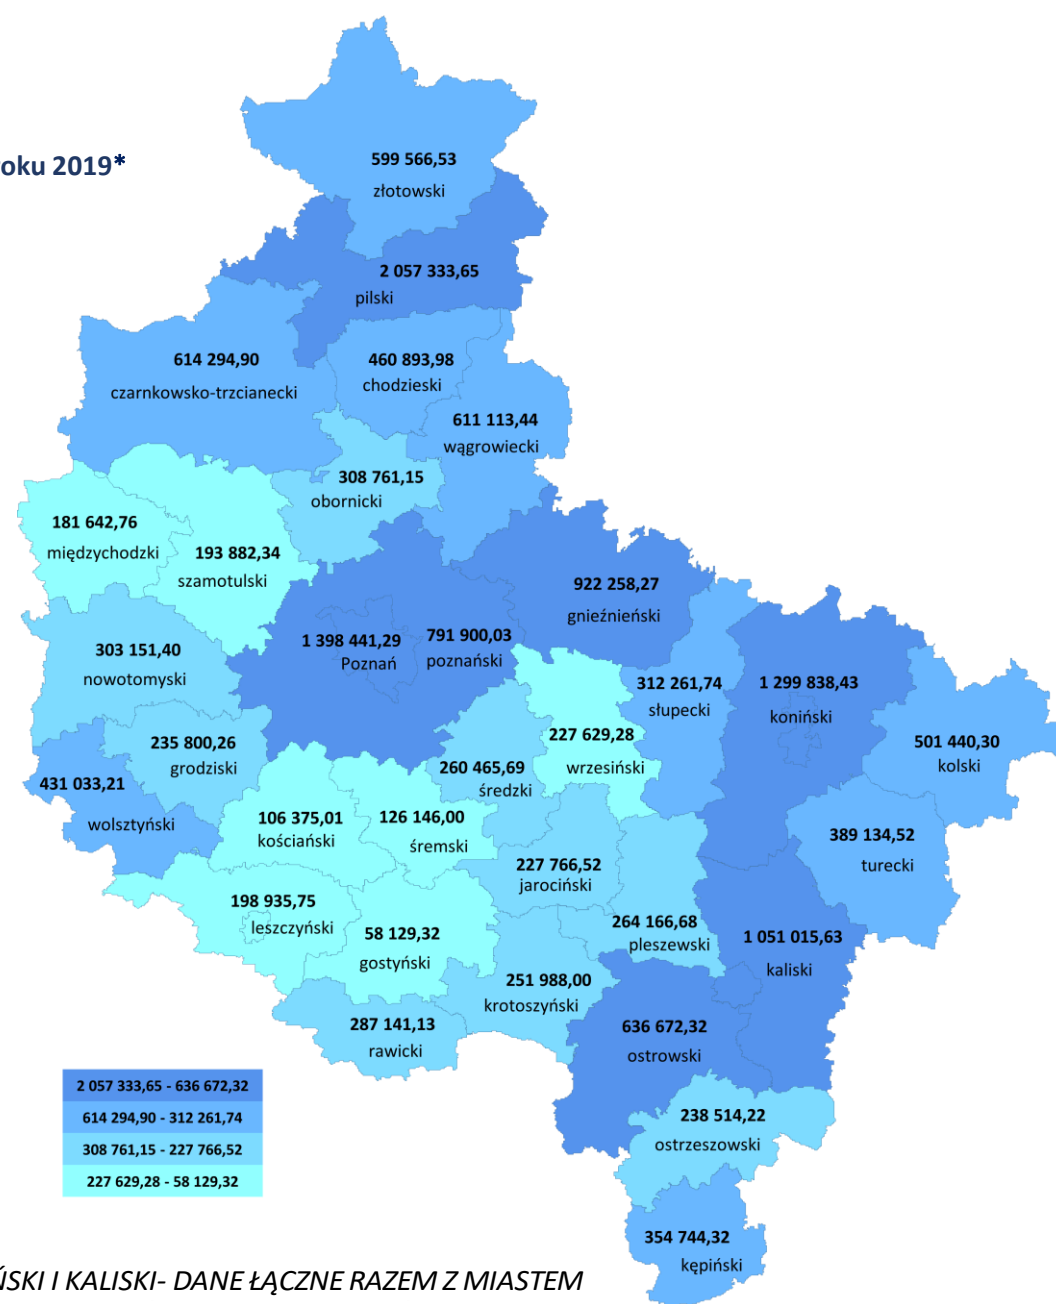 599 566,53
oku 2019*
złotowski
2 057 333,65
pilski
614 294,90
460 893,98
czarnkowsko-trzcianecki
chodzieski
611 113,44
wągrowiecki
308 761,15
obornicki
181 642,76
międzychodzki
193 882,34
szamotulski
922 258,27
gnieźnieński
1 398 441,29
Poznań
791 900,03
poznański
303 151,40
nowotomyski
312 261,74
słupecki
1 299 838,43
koniński
227 629,28
wrzesiński
501 440,30
kolski
235 800,26
grodziski
260 465,69
średzki
431 033,21
wolsztyński
106 375,01
kościański
126 146,00
śremski
389 134,52
turecki
227 766,52
jarociński
198 935,75
leszczyński
58 129,32
gostyński
264 166,68
pleszewski
1 051 015,63
kaliski
251 988,00
krotoszyński
287 141,13
rawicki
636 672,32
ostrowski
2 057 333,65 - 636 672,32
614 294,90 - 312 261,74
308 761,15 - 227 766,52
227 629,28 - 58 129,32
238 514,22
ostrzeszowski
354 744,32
kępiński
ŃSKI I KALISKI- DANE ŁĄCZNE RAZEM Z MIASTEM